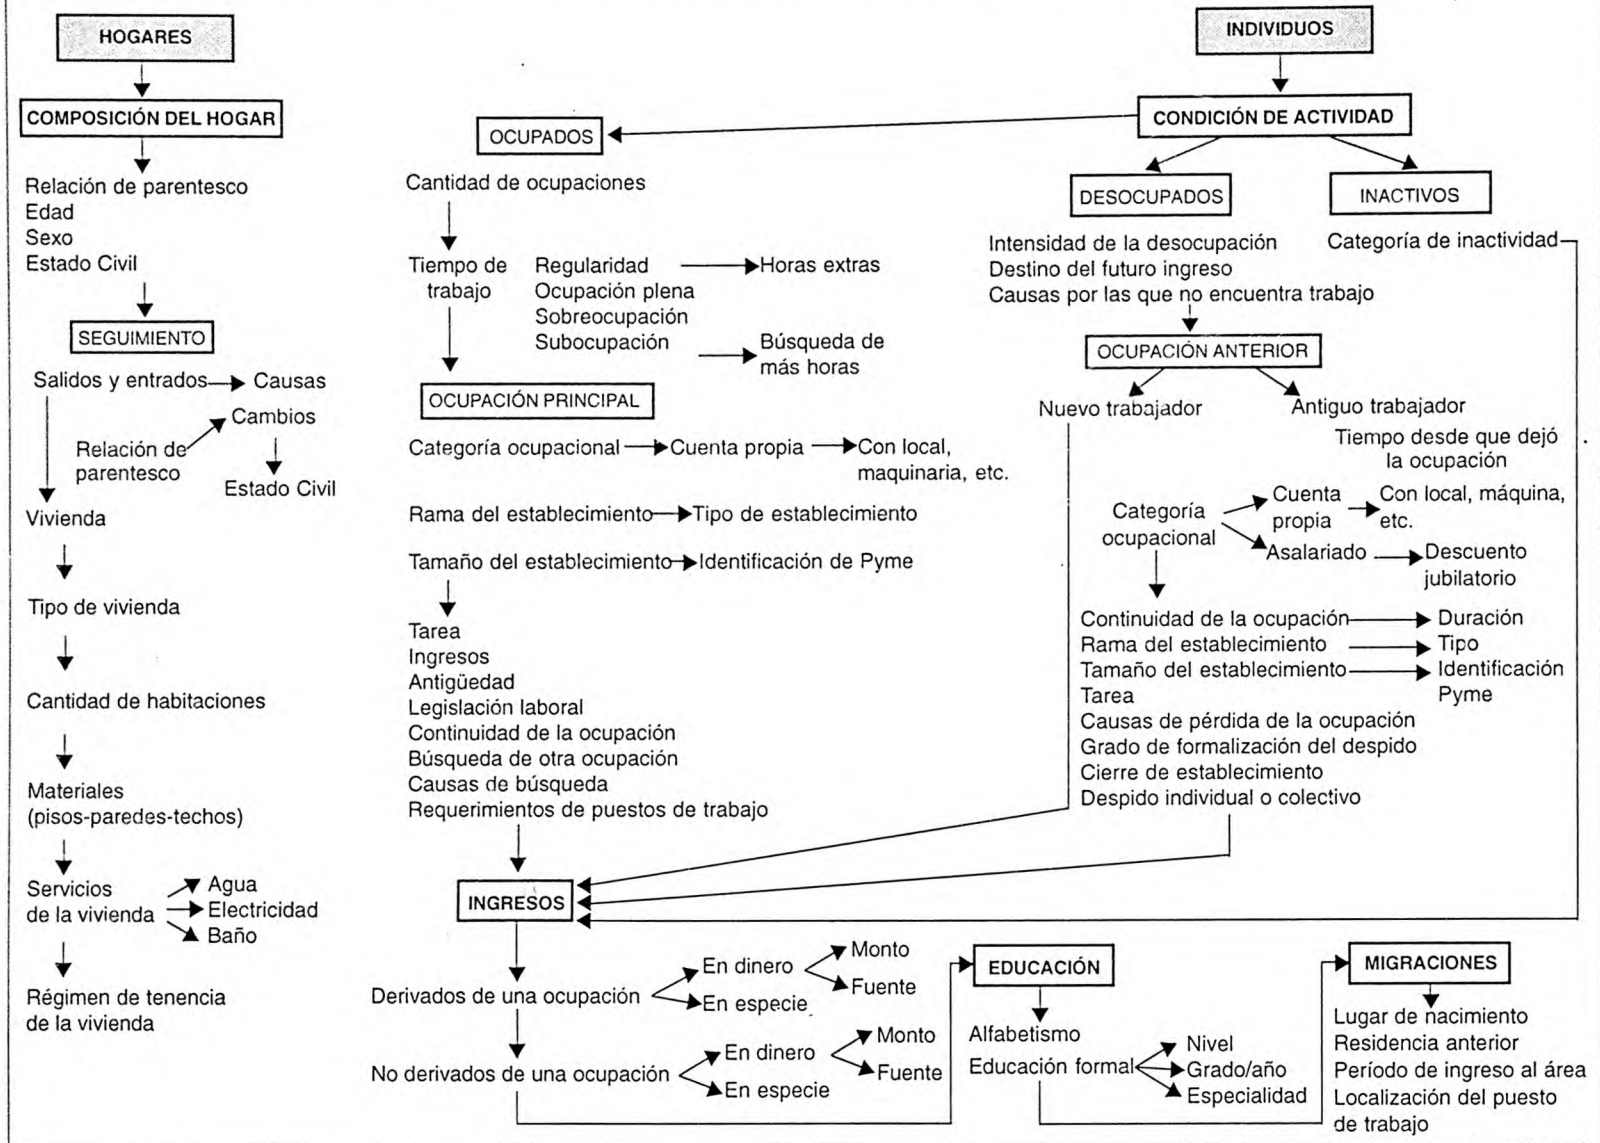 HOGARES
COMPOSICIÓN DEL HOGAR
Relación de parentesco
Edad
Sexo
Estado Civil
SEGUIMIENTO
Salidos y entrados
Causas
Cambios
Relación de
parentesco
Estado Civil
Vivienda
Tipo de vivienda
Cantidad de habitaciones
Materiales
(pisos-paredes-techos)
Servicios
de la vivienda
Agua
Electricidad
Baño
Régimen de tenencia
de la vivienda
INDIVIDUOS
CONDICIÓN DE ACTIVIDAD
OCUPADOS
Cantidad de ocupaciones
Tiempo de
trabajo
Regularidad
Ocupación plena
Sobreocupación
Subocupación
Horas extras
Búsqueda de
más horas
OCUPACIÓN PRINCIPAL
Categoría ocupacional
Cuenta propia
Con local,
maquinaria, etc.
Rama del establecimiento
Tipo de establecimiento
Tamaño del establecimiento
Identificación de Pyme
Tarea
Ingresos
Antigüedad
Legislación laboral
Continuidad de la ocupación
Búsqueda de otra ocupación
Causas de búsqueda
Requerimientos de puestos de trabajo
DESOCUPADOS
Intensidad de la desocupación
Destino del futuro ingreso
Causas por las que no encuentra trabajo
OCUPACIÓN ANTERIOR
Nuevo trabajador
Antiguo trabajador
Tiempo desde que dejó
la ocupación
Categoría
ocupacional
Cuenta
propia
Con local, máquina,
etc.
Asalariado
Descuento
jubilatorio
Continuidad de la ocupación
Duración
Rama del establecimiento
Tipo
Tamaño del establecimiento
Identificación
Pyme
Tarea
Causas de pérdida de la ocupación
Grado de formalización del despido
Cierre de establecimiento
Despido individual o colectivo
INACTIVOS
Categoría de inactividad
INGRESOS
Derivados de una ocupación
En dinero
Monto
Fuente
En especie
No derivados de una ocupación
En dinero
Monto
Fuente
En especie
EDUCACIÓN
Alfabetismo
Educación formal
Nivel
Grado/año
Especialidad
MIGRACIONES
Lugar de nacimiento
Residencia anterior
Período de ingreso al área
Localización del puesto
de trabajo